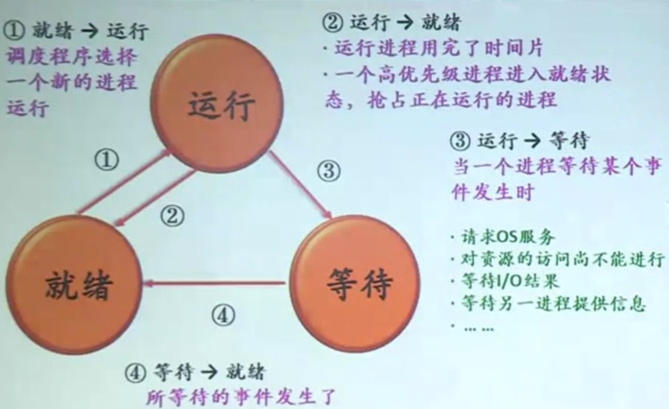 ① 就绪 → 运行
调度程序选择
一个新的进程
运行
② 运行 → 就绪
· 运行进程用完了时间片
· 一个高优先级进程进入就绪状
态，抢占正在运行的进程
运行
③ 运行 → 等待
当一个进程等待某个事
件发生时
①
③
②
· 请求OS服务
· 对资源的访问尚不能进行
· 等待I/O结果
· 等待另一进程提供信息
· ... ...
就绪
等待
④
④ 等待 → 就绪
所等待的事件发生了